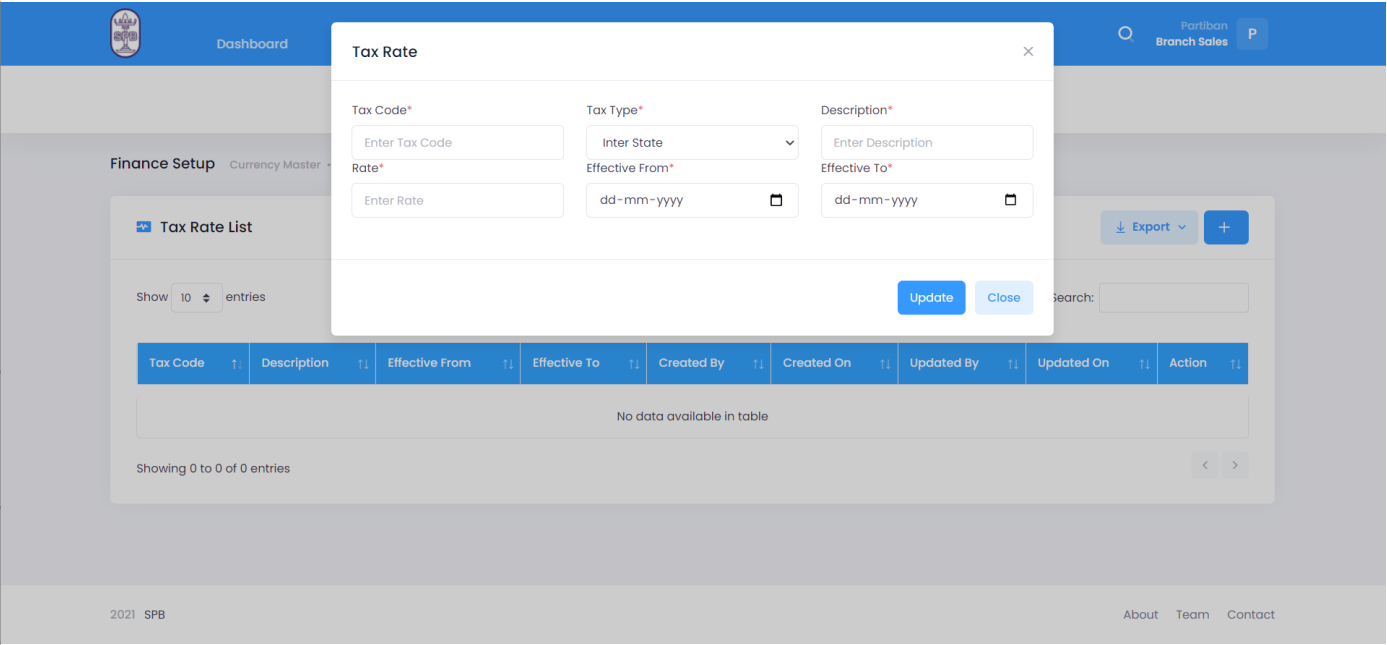 SPB
Dashboard
Partiban
Branch Sales
P
Tax Rate
Tax Code*
Tax Type*
Description*
Enter Tax Code
Inter State
Enter Description
Rate*
Effective From*
Effective To*
Enter Rate
dd-mm-yyyy
dd-mm-yyyy
Update
Close
Finance Setup Currency Master
Tax Rate List
Export
+
Show 10 entries
Search:
Tax Code
Description
Effective From
Effective To
Created By
Created On
Updated By
Updated On
Action
No data available in table
Showing 0 to 0 of 0 entries
2021 SPB
About
Team
Contact